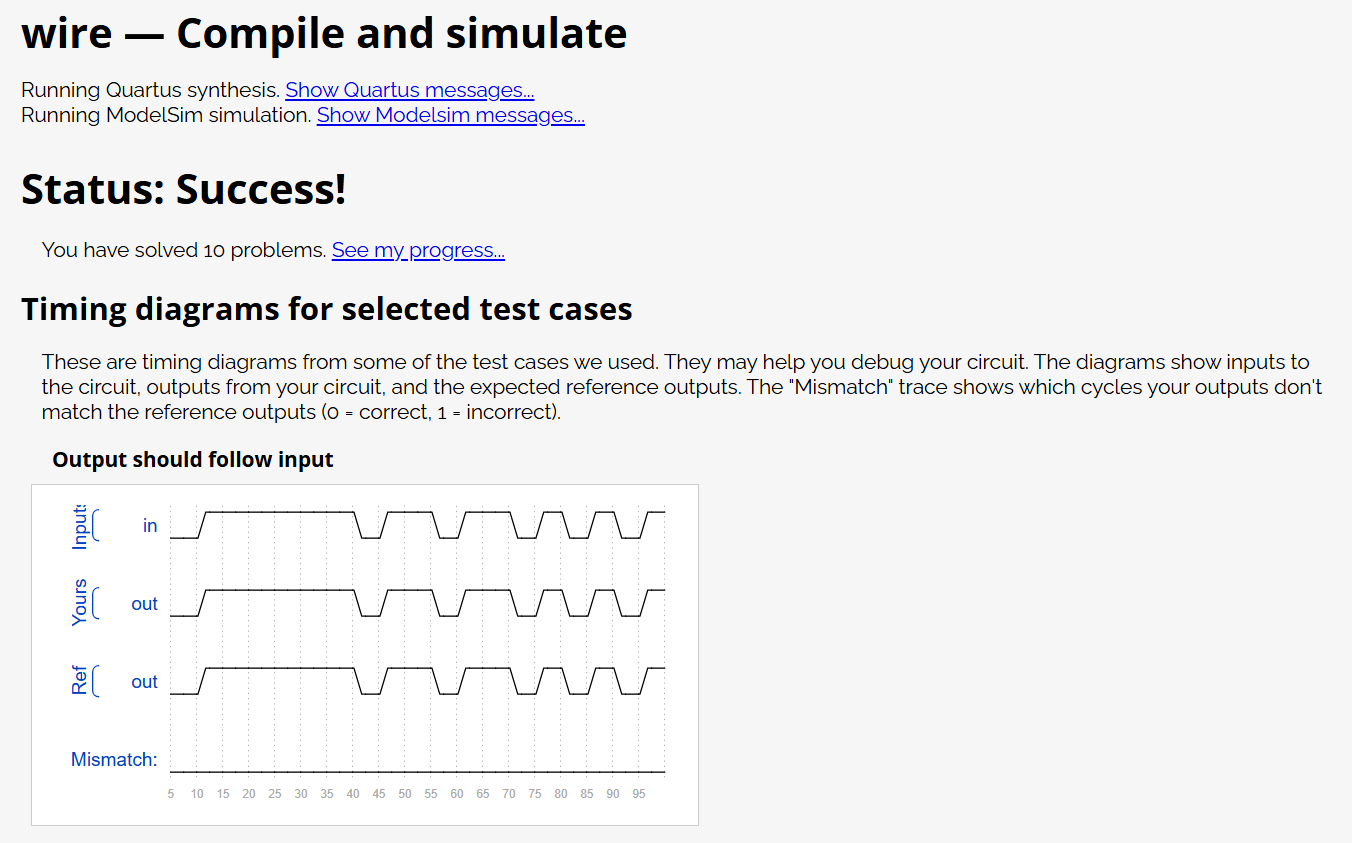 wire — Compile and simulate
Running Quartus synthesis. Show Quartus messages...
Running ModelSim simulation. Show Modelsim messages...
Status: Success!
You have solved 10 problems. See my progress...
Timing diagrams for selected test cases
These are timing diagrams from some of the test cases we used. They may help you debug your circuit. The diagrams show inputs to
the circuit, outputs from your circuit, and the expected reference outputs. The "Mismatch" trace shows which cycles your outputs don't
match the reference outputs (0 = correct, 1 = incorrect).
Output should follow input
Inputs in
Yours out
Ref out
Mismatch:
5 10 15 20 25 30 35 40 45 50 55 60 65 70 75 80 85 90 95